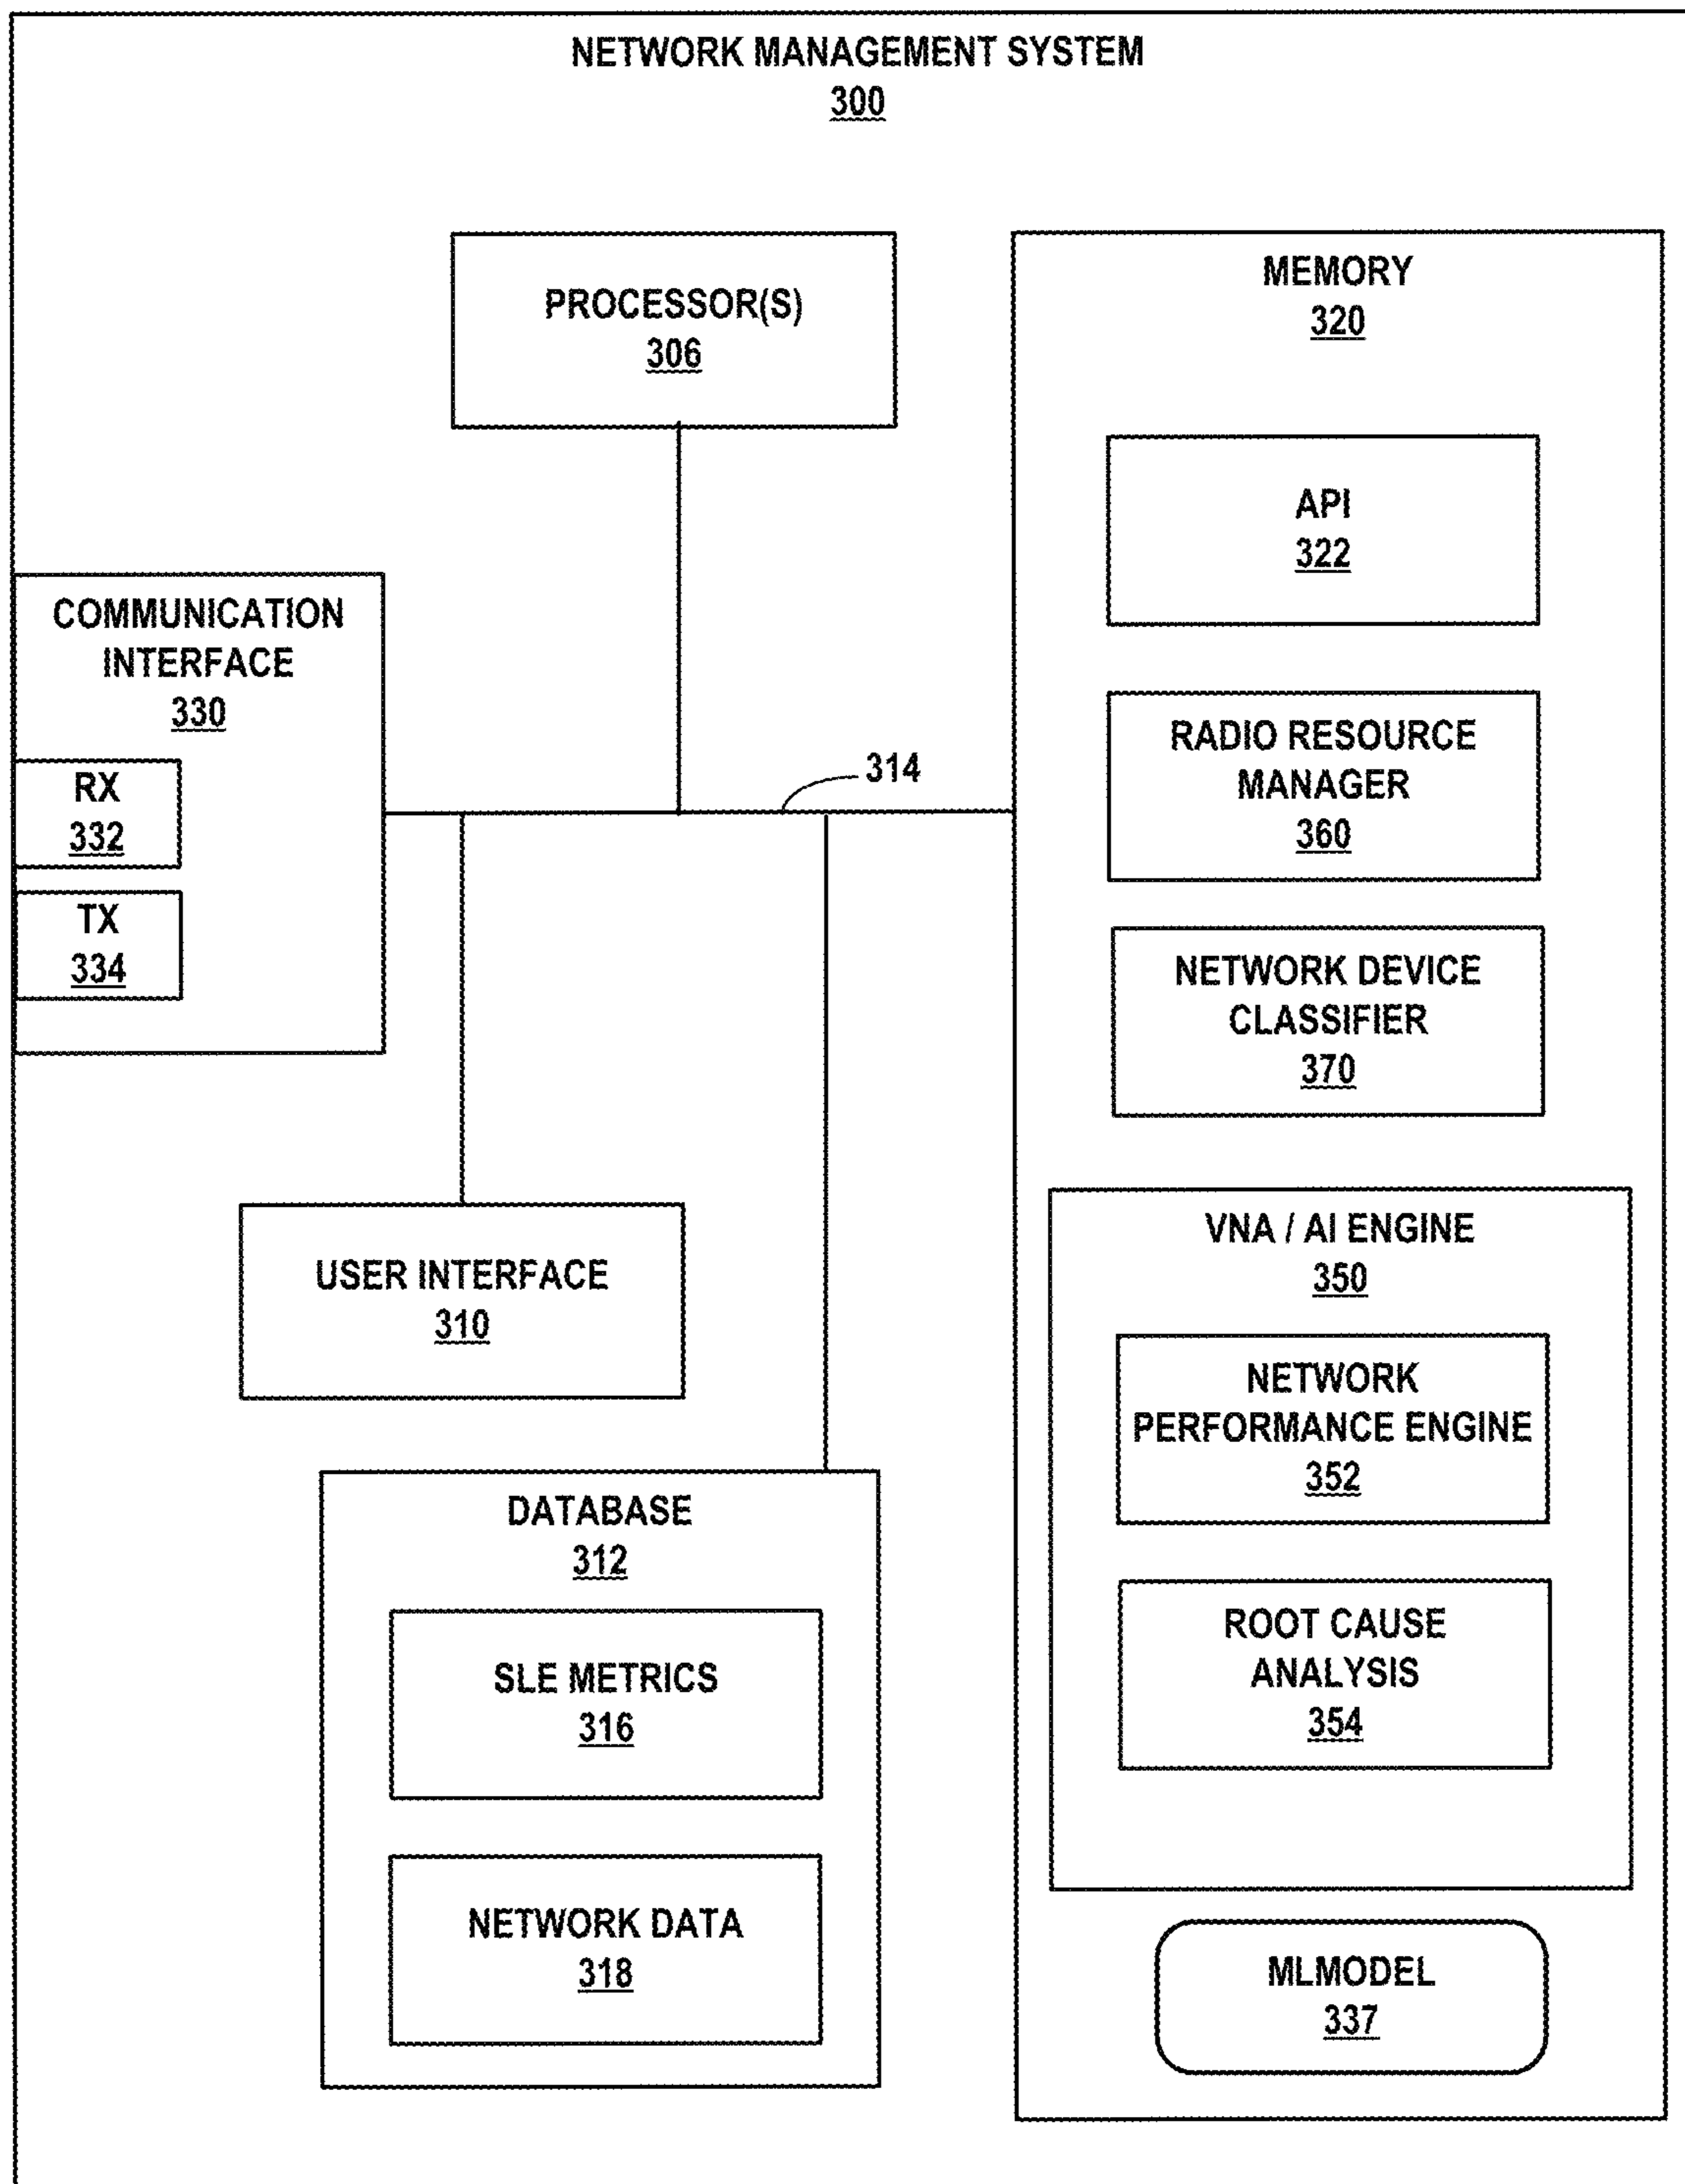 NETWORK MANAGEMENT SYSTEM
300
PROCESSOR(S)
306
MEMORY
320
API
322
COMMUNICATION
INTERFACE
330
RX
332
TX
334
314
RADIO RESOURCE
MANAGER
360
NETWORK DEVICE
CLASSIFIER
370
USER INTERFACE
310
VNA / AI ENGINE
350
NETWORK
PERFORMANCE ENGINE
352
ROOT CAUSE
ANALYSIS
354
DATABASE
312
SLE METRICS
316
NETWORK DATA
318
MLMODEL
337